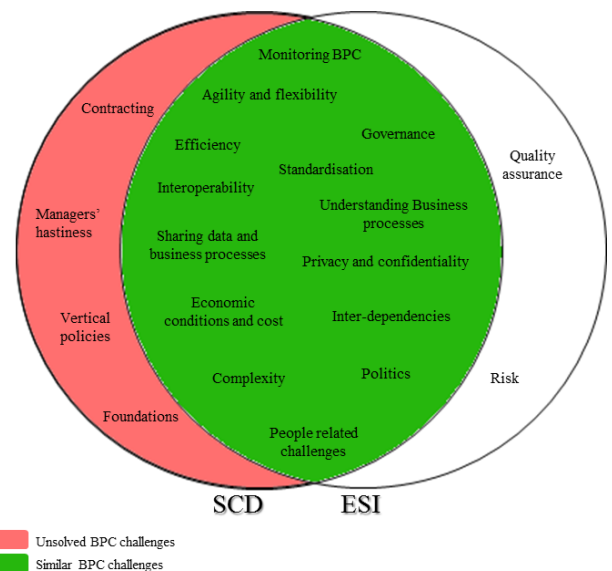 Monitoring BPC
Agility and flexibility
Contracting
Governance
Efficiency
Quality
assurance
Standardisation
Interoperability
Managers’
hastiness
Understanding Business
processes
Sharing data and
business processes
Privacy and confidentiality
Economic
conditions and cost
Vertical
policies
Inter-dependencies
Complexity
Politics
Risk
Foundations
People related
challenges
SCD
ESI
Unsolved BPC challenges
Similar BPC challenges